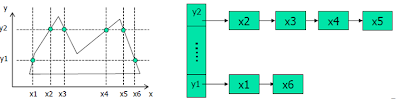 y
y2
y1
x1 x2 x3 x4 x5 x6 x
y2 x2 x3 x4 x5
y1 x1 x6